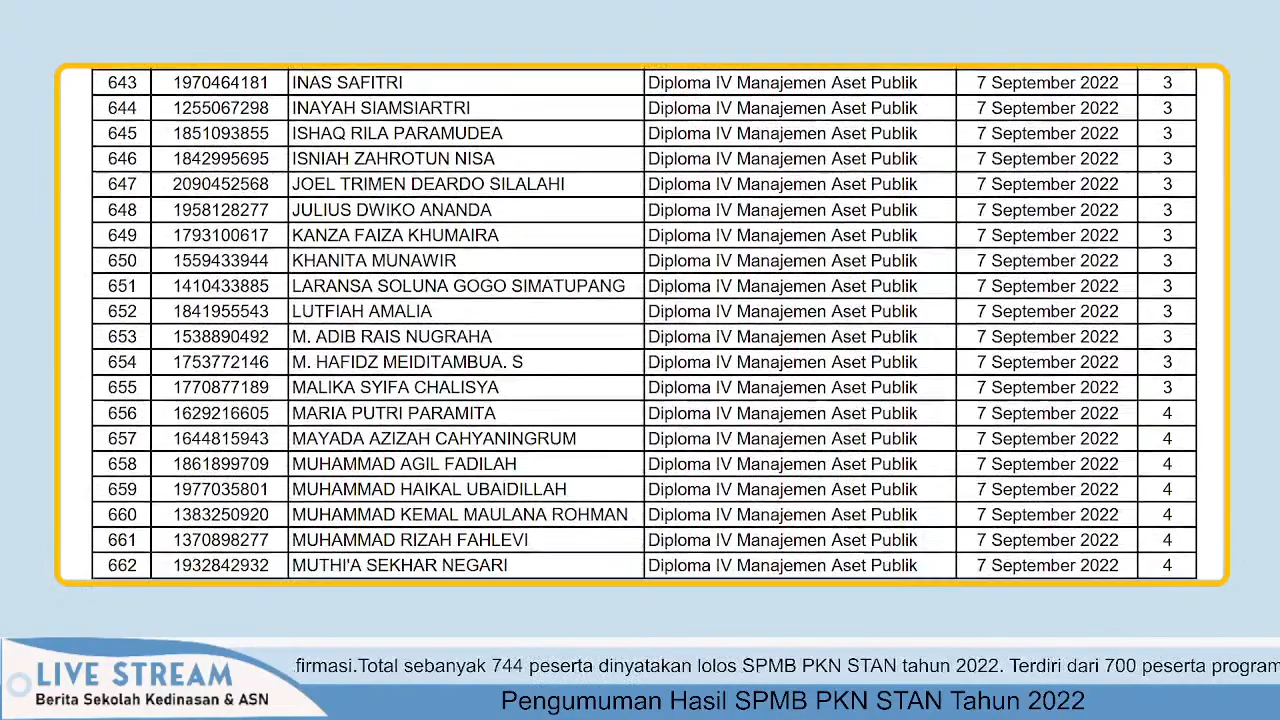 643 1970464181 INAS SAFITRI Diploma IV Manajemen Aset Publik 7 September 2022 3
644 1255067298 INAYAH SIAMSIARTRI Diploma IV Manajemen Aset Publik 7 September 2022 3
645 1851093855 ISHAQ RILA PARAMUDEA Diploma IV Manajemen Aset Publik 7 September 2022 3
646 1842995695 ISNIAH ZAHROTUN NISA Diploma IV Manajemen Aset Publik 7 September 2022 3
647 2090452568 JOEL TRIMEN DEARDO SILALAHI Diploma IV Manajemen Aset Publik 7 September 2022 3
648 1958128277 JULIUS DWIKO ANANDA Diploma IV Manajemen Aset Publik 7 September 2022 3
649 1793100617 KANZA FAIZA KHUMAIRA Diploma IV Manajemen Aset Publik 7 September 2022 3
650 1559433944 KHANITA MUNAWIR Diploma IV Manajemen Aset Publik 7 September 2022 3
651 1410433885 LARANSA SOLUNA GOGO SIMATUPANG Diploma IV Manajemen Aset Publik 7 September 2022 3
652 1841955543 LUTFIAH AMALIA Diploma IV Manajemen Aset Publik 7 September 2022 3
653 1538890492 M. ADIB RAIS NUGRAHA Diploma IV Manajemen Aset Publik 7 September 2022 3
654 1753772146 M. HAFIDZ MEIDITAMBUA. S Diploma IV Manajemen Aset Publik 7 September 2022 3
655 1770877189 MALIKA SYIFA CHALISYA Diploma IV Manajemen Aset Publik 7 September 2022 3
656 1629216605 MARIA PUTRI PARAMITA Diploma IV Manajemen Aset Publik 7 September 2022 4
657 1644815943 MAYADA AZIZAH CAHYANINGRUM Diploma IV Manajemen Aset Publik 7 September 2022 4
658 1861899709 MUHAMMAD AGIL FADILAH Diploma IV Manajemen Aset Publik 7 September 2022 4
659 1977035801 MUHAMMAD HAIKAL UBAIDILLAH Diploma IV Manajemen Aset Publik 7 September 2022 4
660 1383250920 MUHAMMAD KEMAL MAULANA ROHMAN Diploma IV Manajemen Aset Publik 7 September 2022 4
661 1370898277 MUHAMMAD RIZAH FAHLEVI Diploma IV Manajemen Aset Publik 7 September 2022 4
662 1932842932 MUTHI'A SEKHAR NEGARI Diploma IV Manajemen Aset Publik 7 September 2022 4
LIVE STREAM
Berita Sekolah Kedinasan & ASN
firmasi.Total sebanyak 744 peserta dinyatakan lolos SPMB PKN STAN tahun 2022. Terdiri dari 700 peserta program
Pengumuman Hasil SPMB PKN STAN Tahun 2022